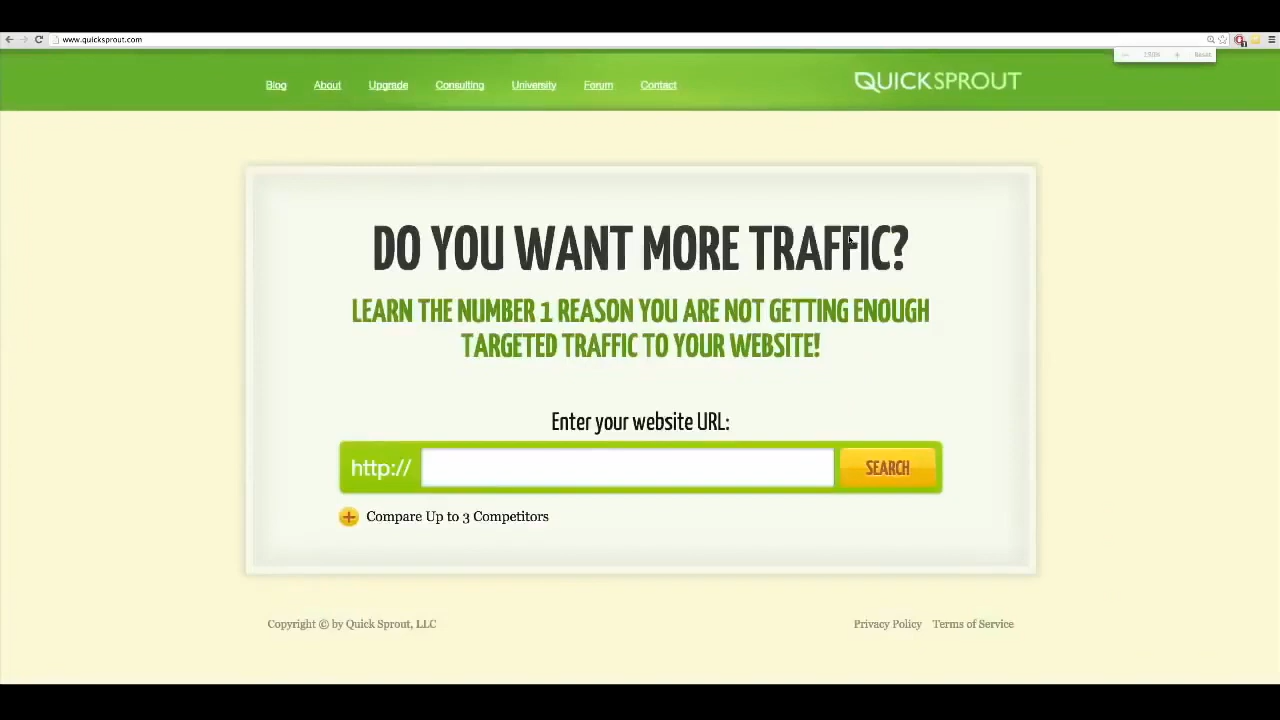 www.quicksprout.com
150% Reset
Blog About Upgrade Consulting University Forum Contact QUICKSPROUT
DO YOU WANT MORE TRAFFIC?
LEARN THE NUMBER 1 REASON YOU ARE NOT GETTING ENOUGH
TARGETED TRAFFIC TO YOUR WEBSITE!
Enter your website URL:
http:// SEARCH
Compare Up to 3 Competitors
Copyright © by Quick Sprout, LLC Privacy Policy Terms of Service